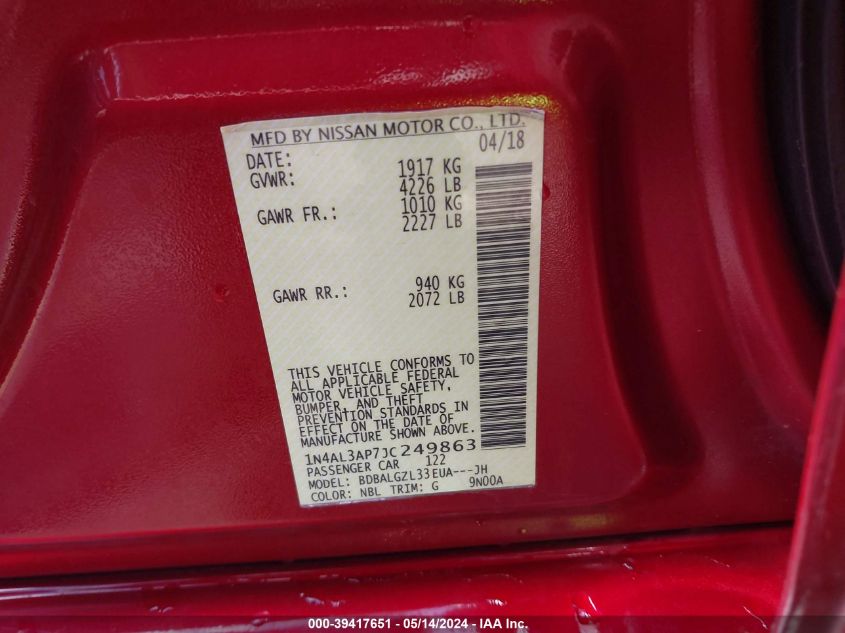 MFD BY NISSAN MOTOR CO., LTD.
DATE: 04/18
GVWR: 1917 KG
4226 LB
GAWR FR.: 1010 KG
2227 LB
GAWR RR.: 940 KG
2072 LB
THIS VEHICLE CONFORMS TO
ALL APPLICABLE FEDERAL
MOTOR VEHICLE SAFETY,
BUMPER, AND THEFT
PREVENTION STANDARDS IN
EFFECT ON THE DATE OF
MANUFACTURE SHOWN ABOVE.
1N4AL3AP7JC249863
PASSENGER CAR 122
MODEL: BDBALGZL33EUA---JH
COLOR: NBL TRIM: G 9N00A
000-39417651 - 05/14/2024 - IAA Inc.